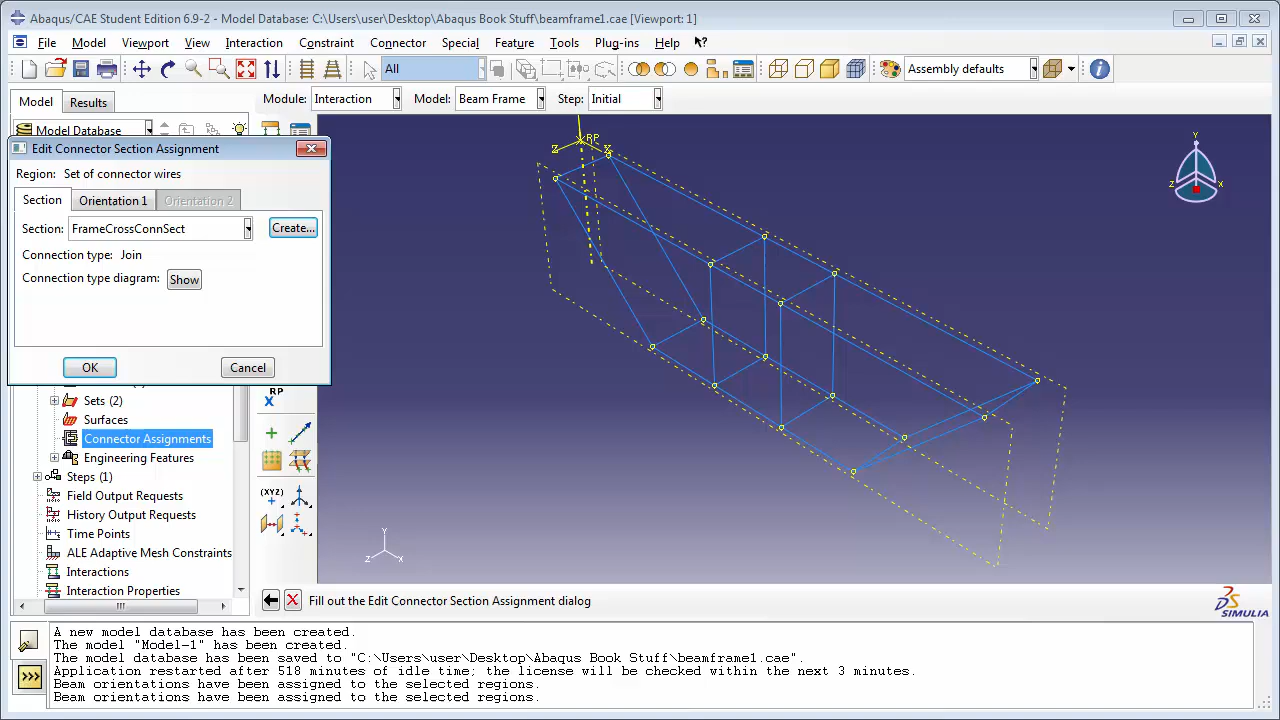 Abaqus/CAE Student Edition 6.9-2 - Model Database: C:\Users\user\Desktop\Abaqus Book Stuff\beamframe1.cae [Viewport: 1]
File Model Viewport View Interaction Constraint Connector Special Feature Tools Plug-ins Help
All Assembly defaults
Model Results Module: Interaction Model: Beam Frame Step: Initial
Model Database
Edit Connector Section Assignment
Region: Set of connector wires
Section Orientation 1 Orientation 2
Section: FrameCrossConnSect Create...
Connection type: Join
Connection type diagram: Show
OK Cancel
RP
Sets (2)
Surfaces
Connector Assignments
Engineering Features
Steps (1)
Field Output Requests
History Output Requests
Time Points
ALE Adaptive Mesh Constraints
Interactions
Interaction Properties
(XYZ)
RP
Z
Y
Z X
Y
Z X
Fill out the Edit Connector Section Assignment dialog
SIMULIA
A new model database has been created.
The model "Model-1" has been created.
The model database has been saved to "C:\Users\user\Desktop\Abaqus Book Stuff\beamframe1.cae".
Application restarted after 518 minutes of idle time; the license will be checked within the next 3 minutes.
Beam orientations have been assigned to the selected regions.
Beam orientations have been assigned to the selected regions.
>>>